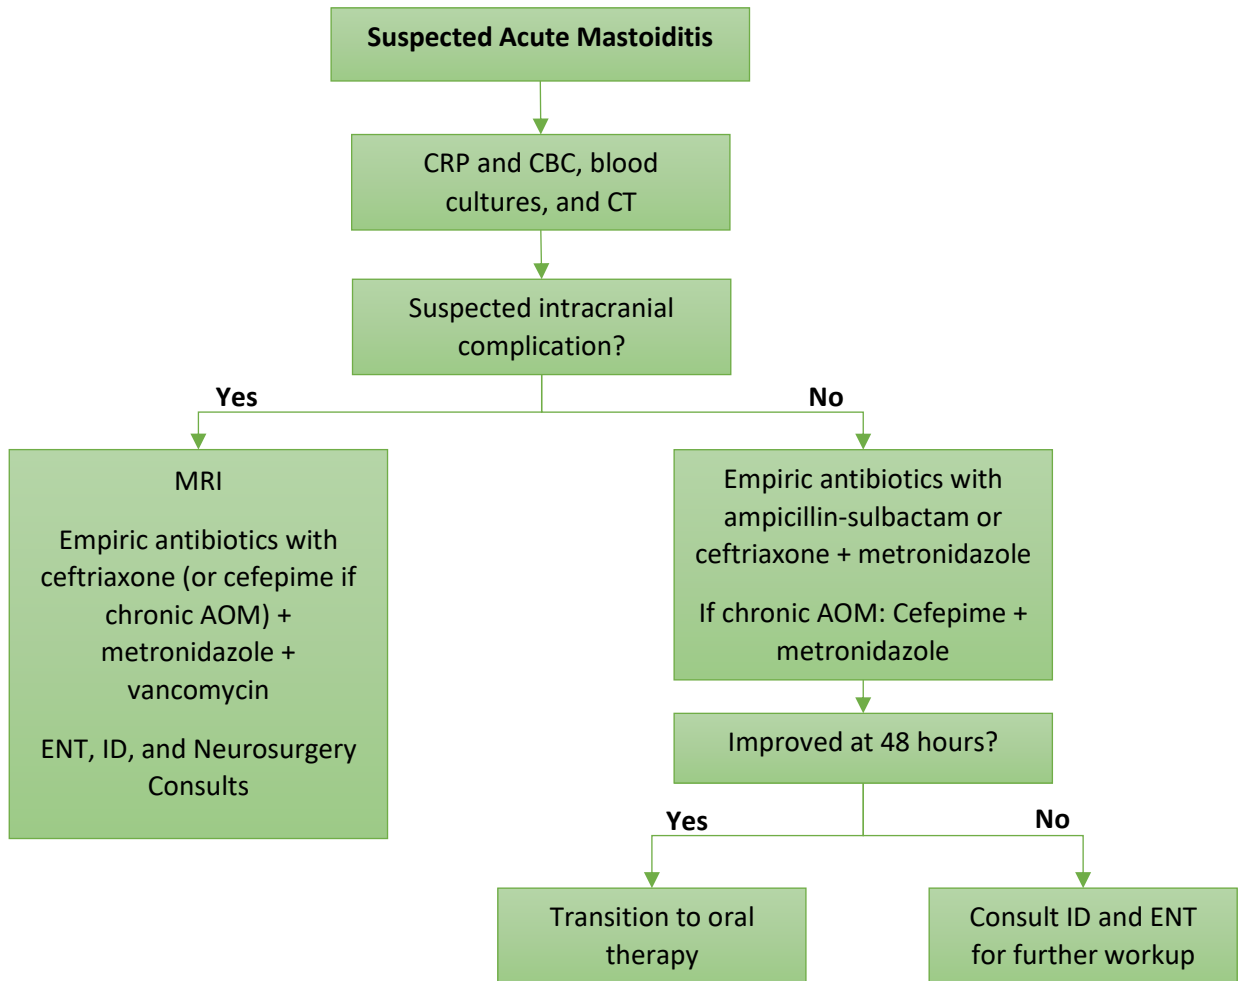 Suspected Acute Mastoiditis
CRP and CBC, blood
cultures, and CT
Suspected intracranial
complication?
Yes
No
MRI
Empiric antibiotics with
ceftriaxone (or cefepime if
chronic AOM) +
metronidazole +
vancomycin
ENT, ID, and Neurosurgery
Consults
Empiric antibiotics with
ampicillin-sulbactam or
ceftriaxone + metronidazole
If chronic AOM: Cefepime +
metronidazole
Improved at 48 hours?
Yes
No
Transition to oral
therapy
Consult ID and ENT
for further workup